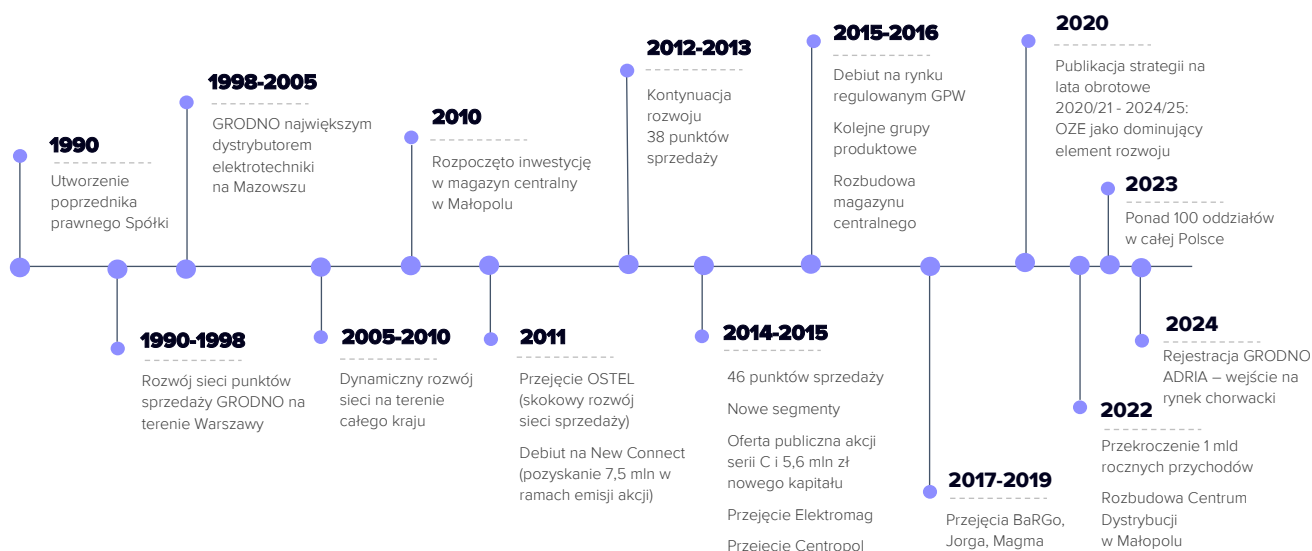 1990
Utworzenie
poprzednika
prawnego Spółki
1990-1998
Rozwój sieci punktów
sprzedaży GRODNO na
terenie Warszawy
1998-2005
GRODNO największym
dystrybutorem
elektrotechniki
na Mazowszu
2005-2010
Dynamiczny rozwój
sieci na terenie
całego kraju
2010
Rozpoczęto inwestycję
w magazyn centralny
w Małopolu
2011
Przejęcie OSTEL
(skokowy rozwój
sieci sprzedaży)
Debiut na New Connect
(pozyskanie 7,5 mln w
ramach emisji akcji)
2012-2013
Kontynuacja
rozwoju
38 punktów
sprzedaży
2014-2015
46 punktów sprzedaży
Nowe segmenty
Oferta publiczna akcji
serii C i 5,6 mln zł
nowego kapitału
Przejęcie Elektromag
Przejęcie Centropol
2015-2016
Debiut na rynku
regulowanym GPW
Kolejne grupy
produktowe
Rozbudowa
magazynu
centralnego
2017-2019
Przejęcia BaRGo,
Jorga, Magma
2020
Publikacja strategii na
lata obrotowe
2020/21 - 2024/25:
OZE jako dominujący
element rozwoju
2022
Przekroczenie 1 mld
rocznych przychodów
Rozbudowa Centrum
Dystrybucji
w Małopolu
2023
Ponad 100 oddziałów
w całej Polsce
2024
Rejestracja GRODNO
ADRIA – wejście na
rynek chorwacki